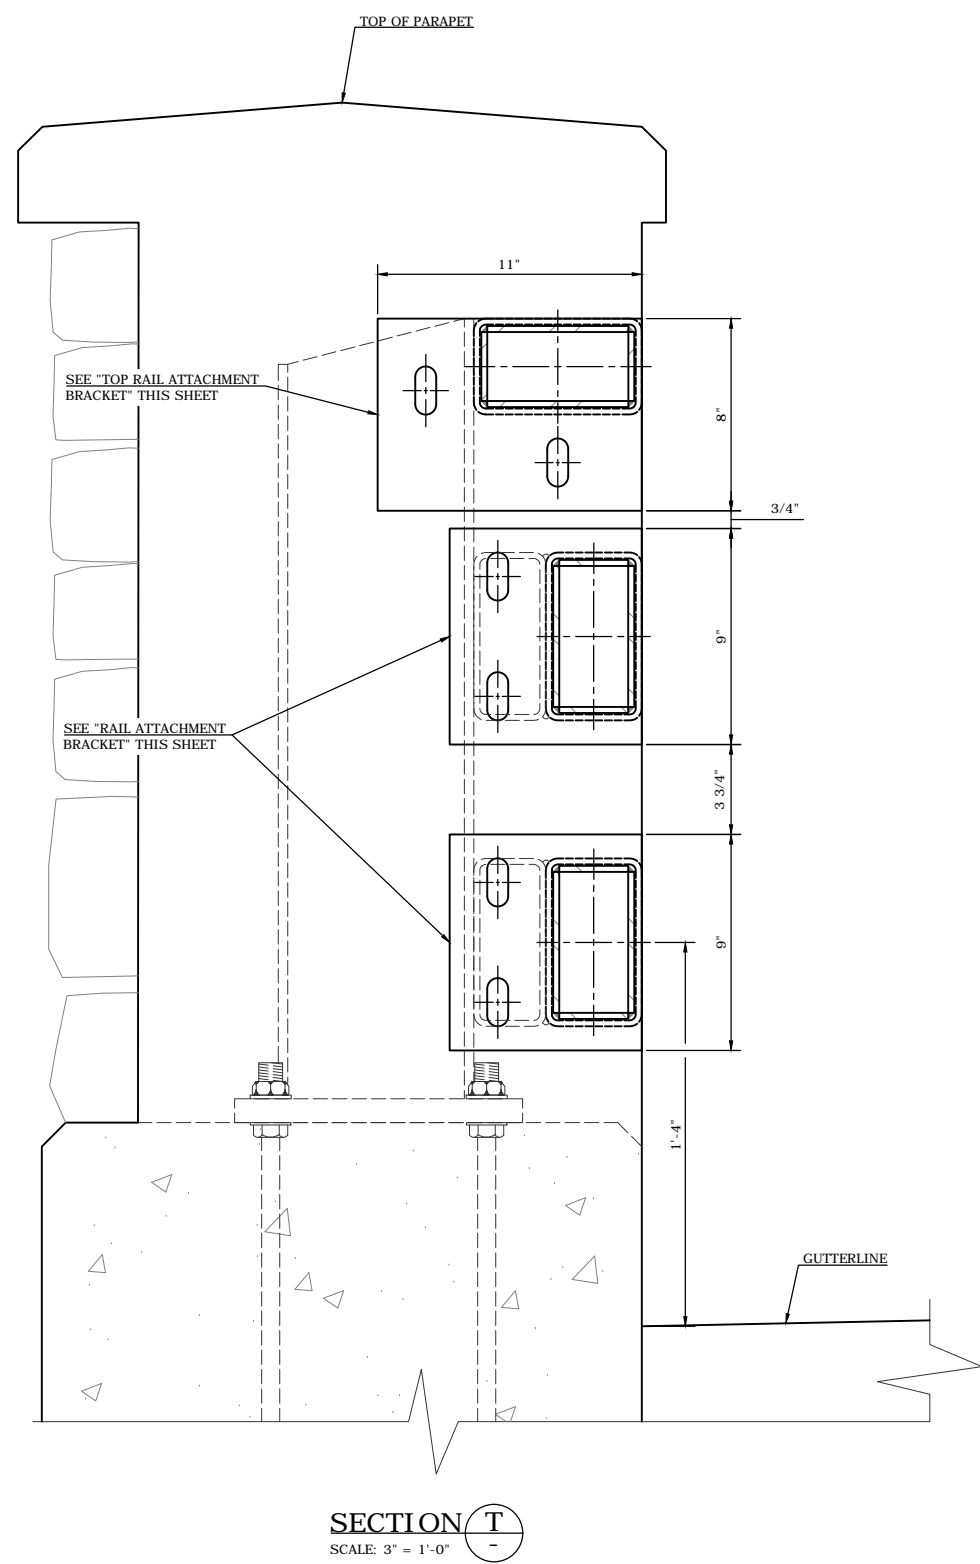 TOP OF PARAPET
11"
SEE "TOP RAIL ATTACHMENT
BRACKET" THIS SHEET
8"
3/4"
9"
SEE "RAIL ATTACHMENT
BRACKET" THIS SHEET
3 3/4"
9"
1'-4"
GUTTERLINE
SECTION T
-
SCALE: 3" = 1'-0"